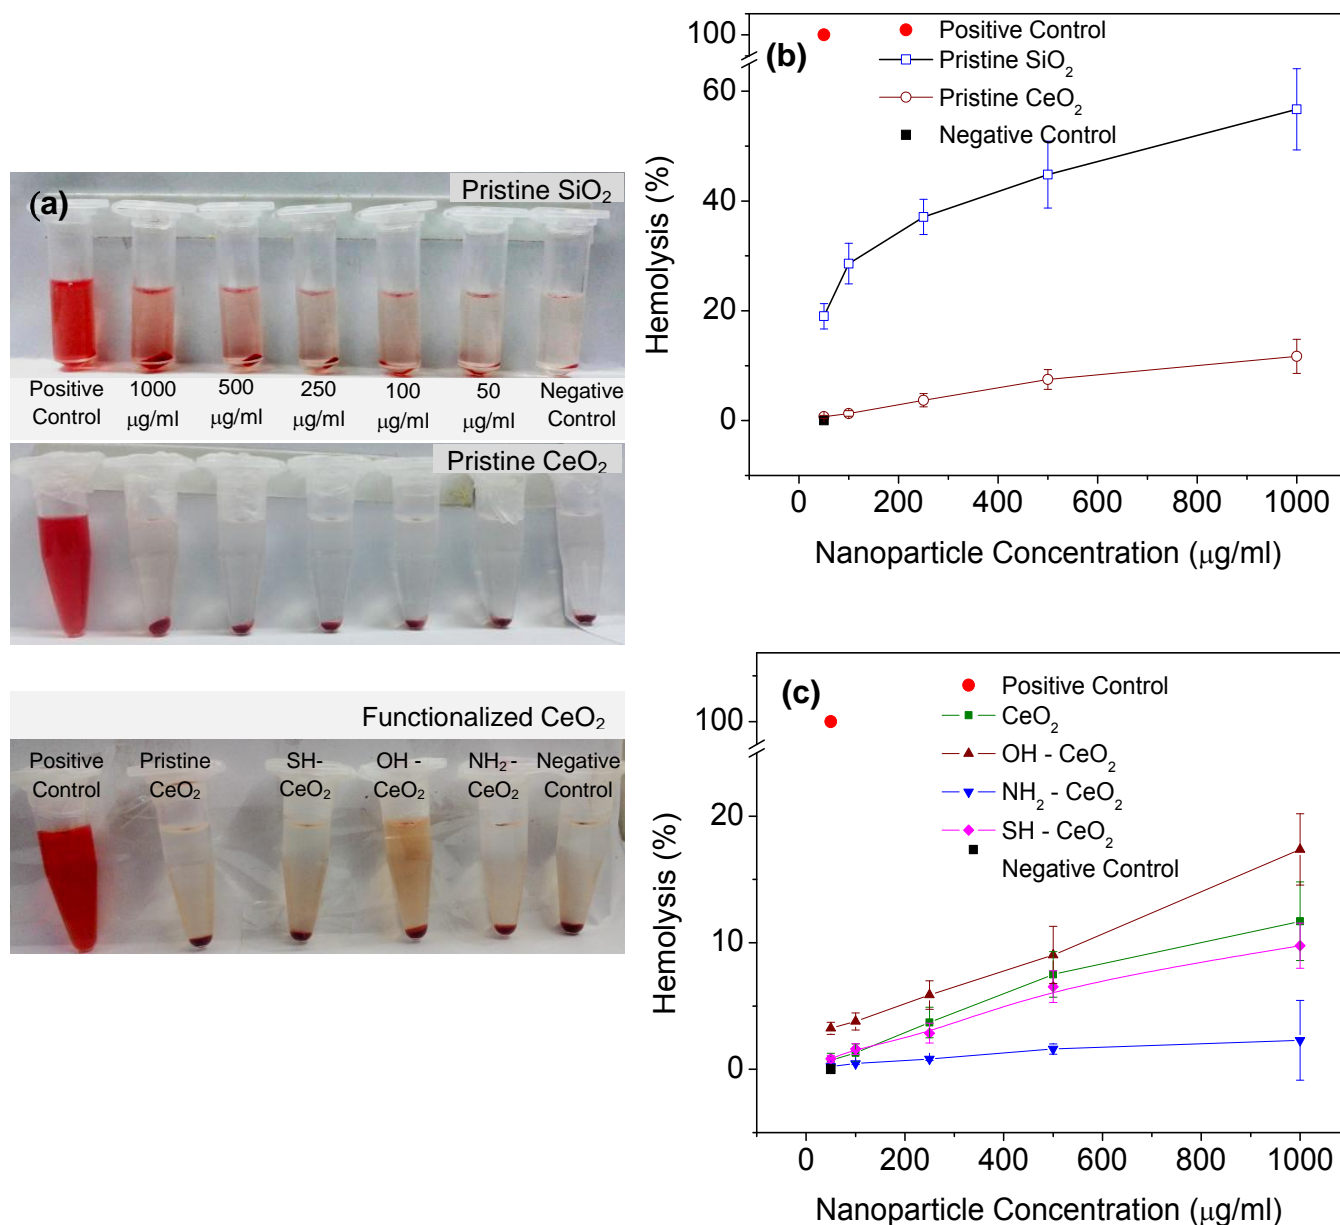 (a)
Pristine SiO₂
Positive Control
1000 μg/ml
500 μg/ml
250 μg/ml
100 μg/ml
50 μg/ml
Negative Control
Pristine CeO₂
Functionalized CeO₂
Positive Control
Pristine CeO₂
SH- CeO₂
OH - CeO₂
NH₂ - CeO₂
Negative Control
(b)
Positive Control
Pristine SiO₂
Pristine CeO₂
Negative Control
100
60
40
20
0
Hemolysis (%)
0 200 400 600 800 1000
Nanoparticle Concentration (μg/ml)
(c)
Positive Control
CeO₂
OH - CeO₂
NH₂ - CeO₂
SH - CeO₂
Negative Control
100
20
10
0
Hemolysis (%)
0 200 400 600 800 1000
Nanoparticle Concentration (μg/ml)